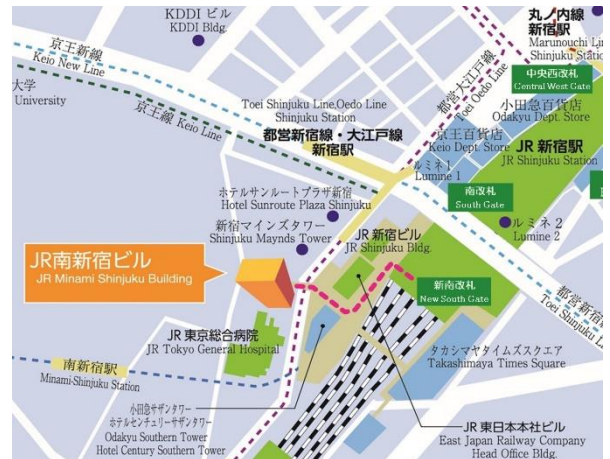 KDDI ビル
KDDI Bldg.
丸ノ内線
新宿駅
Marunouchi Line
Shinjuku Station
京王新線
Keio New Line
中央西改札
Central West Gate
大学
University
京王線 Keio Line
都営大江戸線
Toei Oedo Line
小田急百貨店
Odakyu Dept. Store
Toei Shinjuku Line,Oedo Line
Shinjuku Station
都営新宿線・大江戸線
新宿駅
京王百貨店
Keio Dept. Store
JR 新宿駅
JR Shinjuku Station
ルミネ 1
Lumine 1
ホテルサンルートプラザ新宿
Hotel Sunroute Plaza Shinjuku
南改札
South Gate
新宿マインズタワー
Shinjuku Maynds Tower
JR 新宿ビル
JR Shinjuku Bldg.
ルミネ 2
Lumine 2
JR南新宿ビル
JR Minami Shinjuku Building
新南改札
New South Gate
都営新宿線
Toei Shinjuku Li
JR 東京総合病院
JR Tokyo General Hospital
南新宿駅
Minami-Shinjuku Station
タカシマヤタイムズスクエア
Takashimaya Times Square
小田急サザンタワー
ホテルセンチュリーサザンタワー
Odakyu Southern Tower
Hotel Century Southern Tower
JR 東日本本社ビル
East Japan Railway Company
Head Office Bldg.